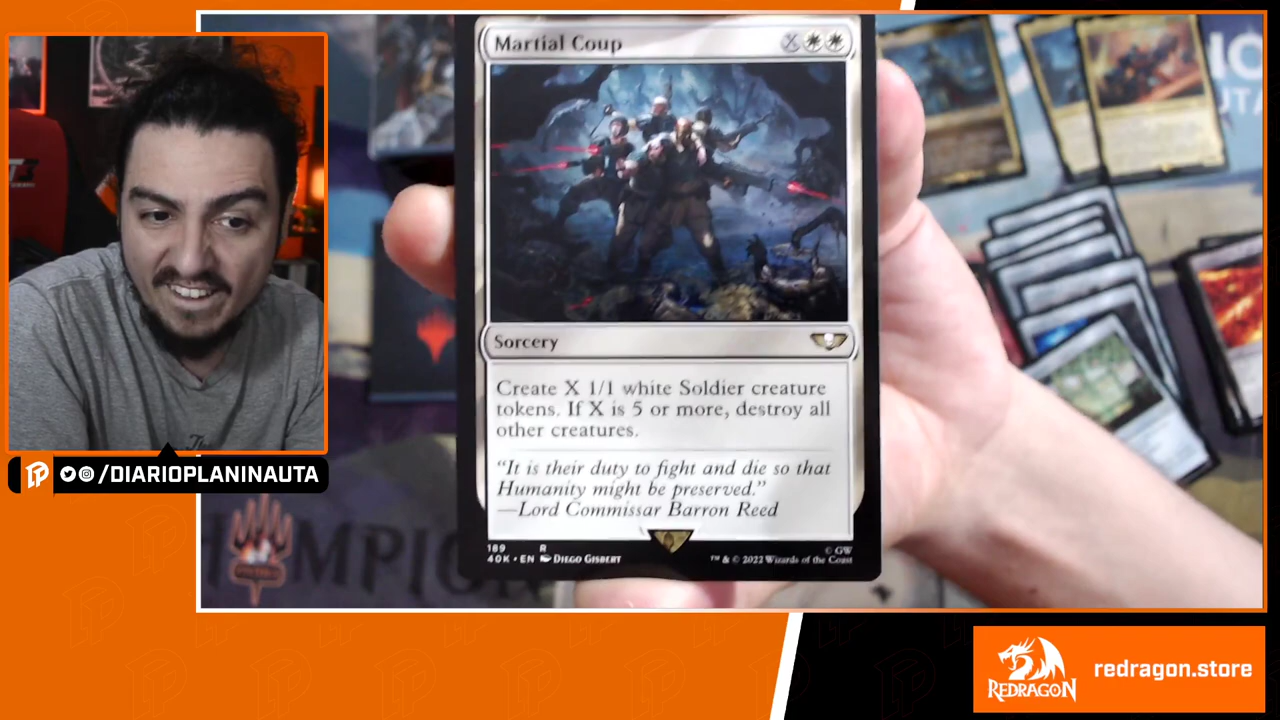 Martial Coup X
Sorcery
Create X 1/1 white Soldier creature
tokens. If X is 5 or more, destroy all
other creatures.
“It is their duty to fight and die so that
Humanity might be preserved.”
—Lord Commissar Barron Reed
189 R
40K • EN DIEGO GISBERT
© GW
™ & © 2022 Wizards of the Coast
/DIARIOPLANINAUTA
REDRAGON
redragon.store